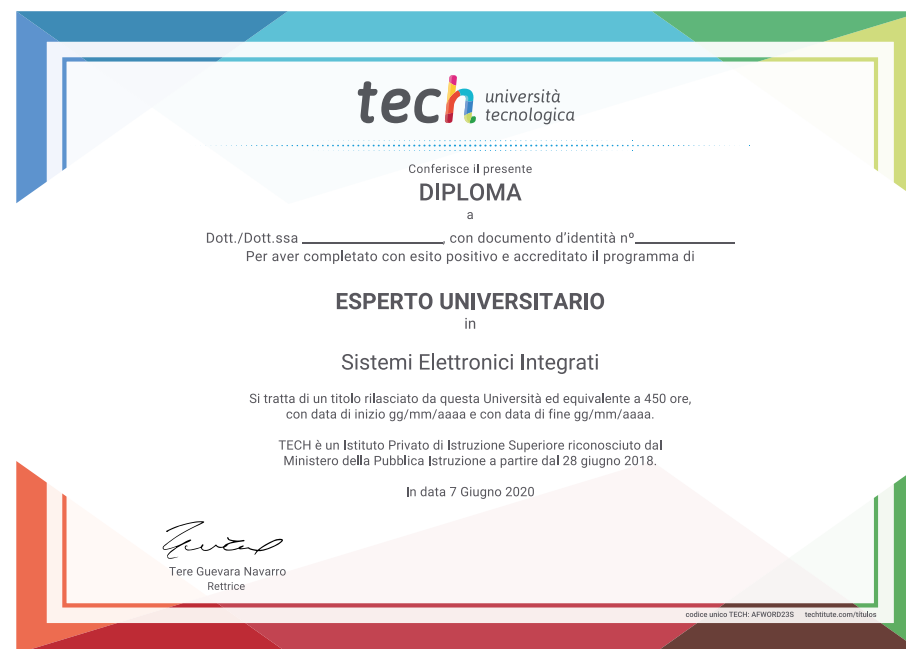 tech università
tecnologica
Conferisce il presente
DIPLOMA
a
Dott./Dott.ssa ____________________, con documento d'identità nº______________
Per aver completato con esito positivo e accreditato il programma di
ESPERTO UNIVERSITARIO
in
Sistemi Elettronici Integrati
Si tratta di un titolo rilasciato da questa Università ed equivalente a 450 ore,
con data di inizio gg/mm/aaaa e con data di fine gg/mm/aaaa.
TECH è un Istituto Privato di Istruzione Superiore riconosciuto dal
Ministero della Pubblica Istruzione a partire dal 28 giugno 2018.
In data 7 Giugno 2020
Tere Guevara Navarro
Rettrice
codice unico TECH: AFWORD23S techtitute.com/titulos